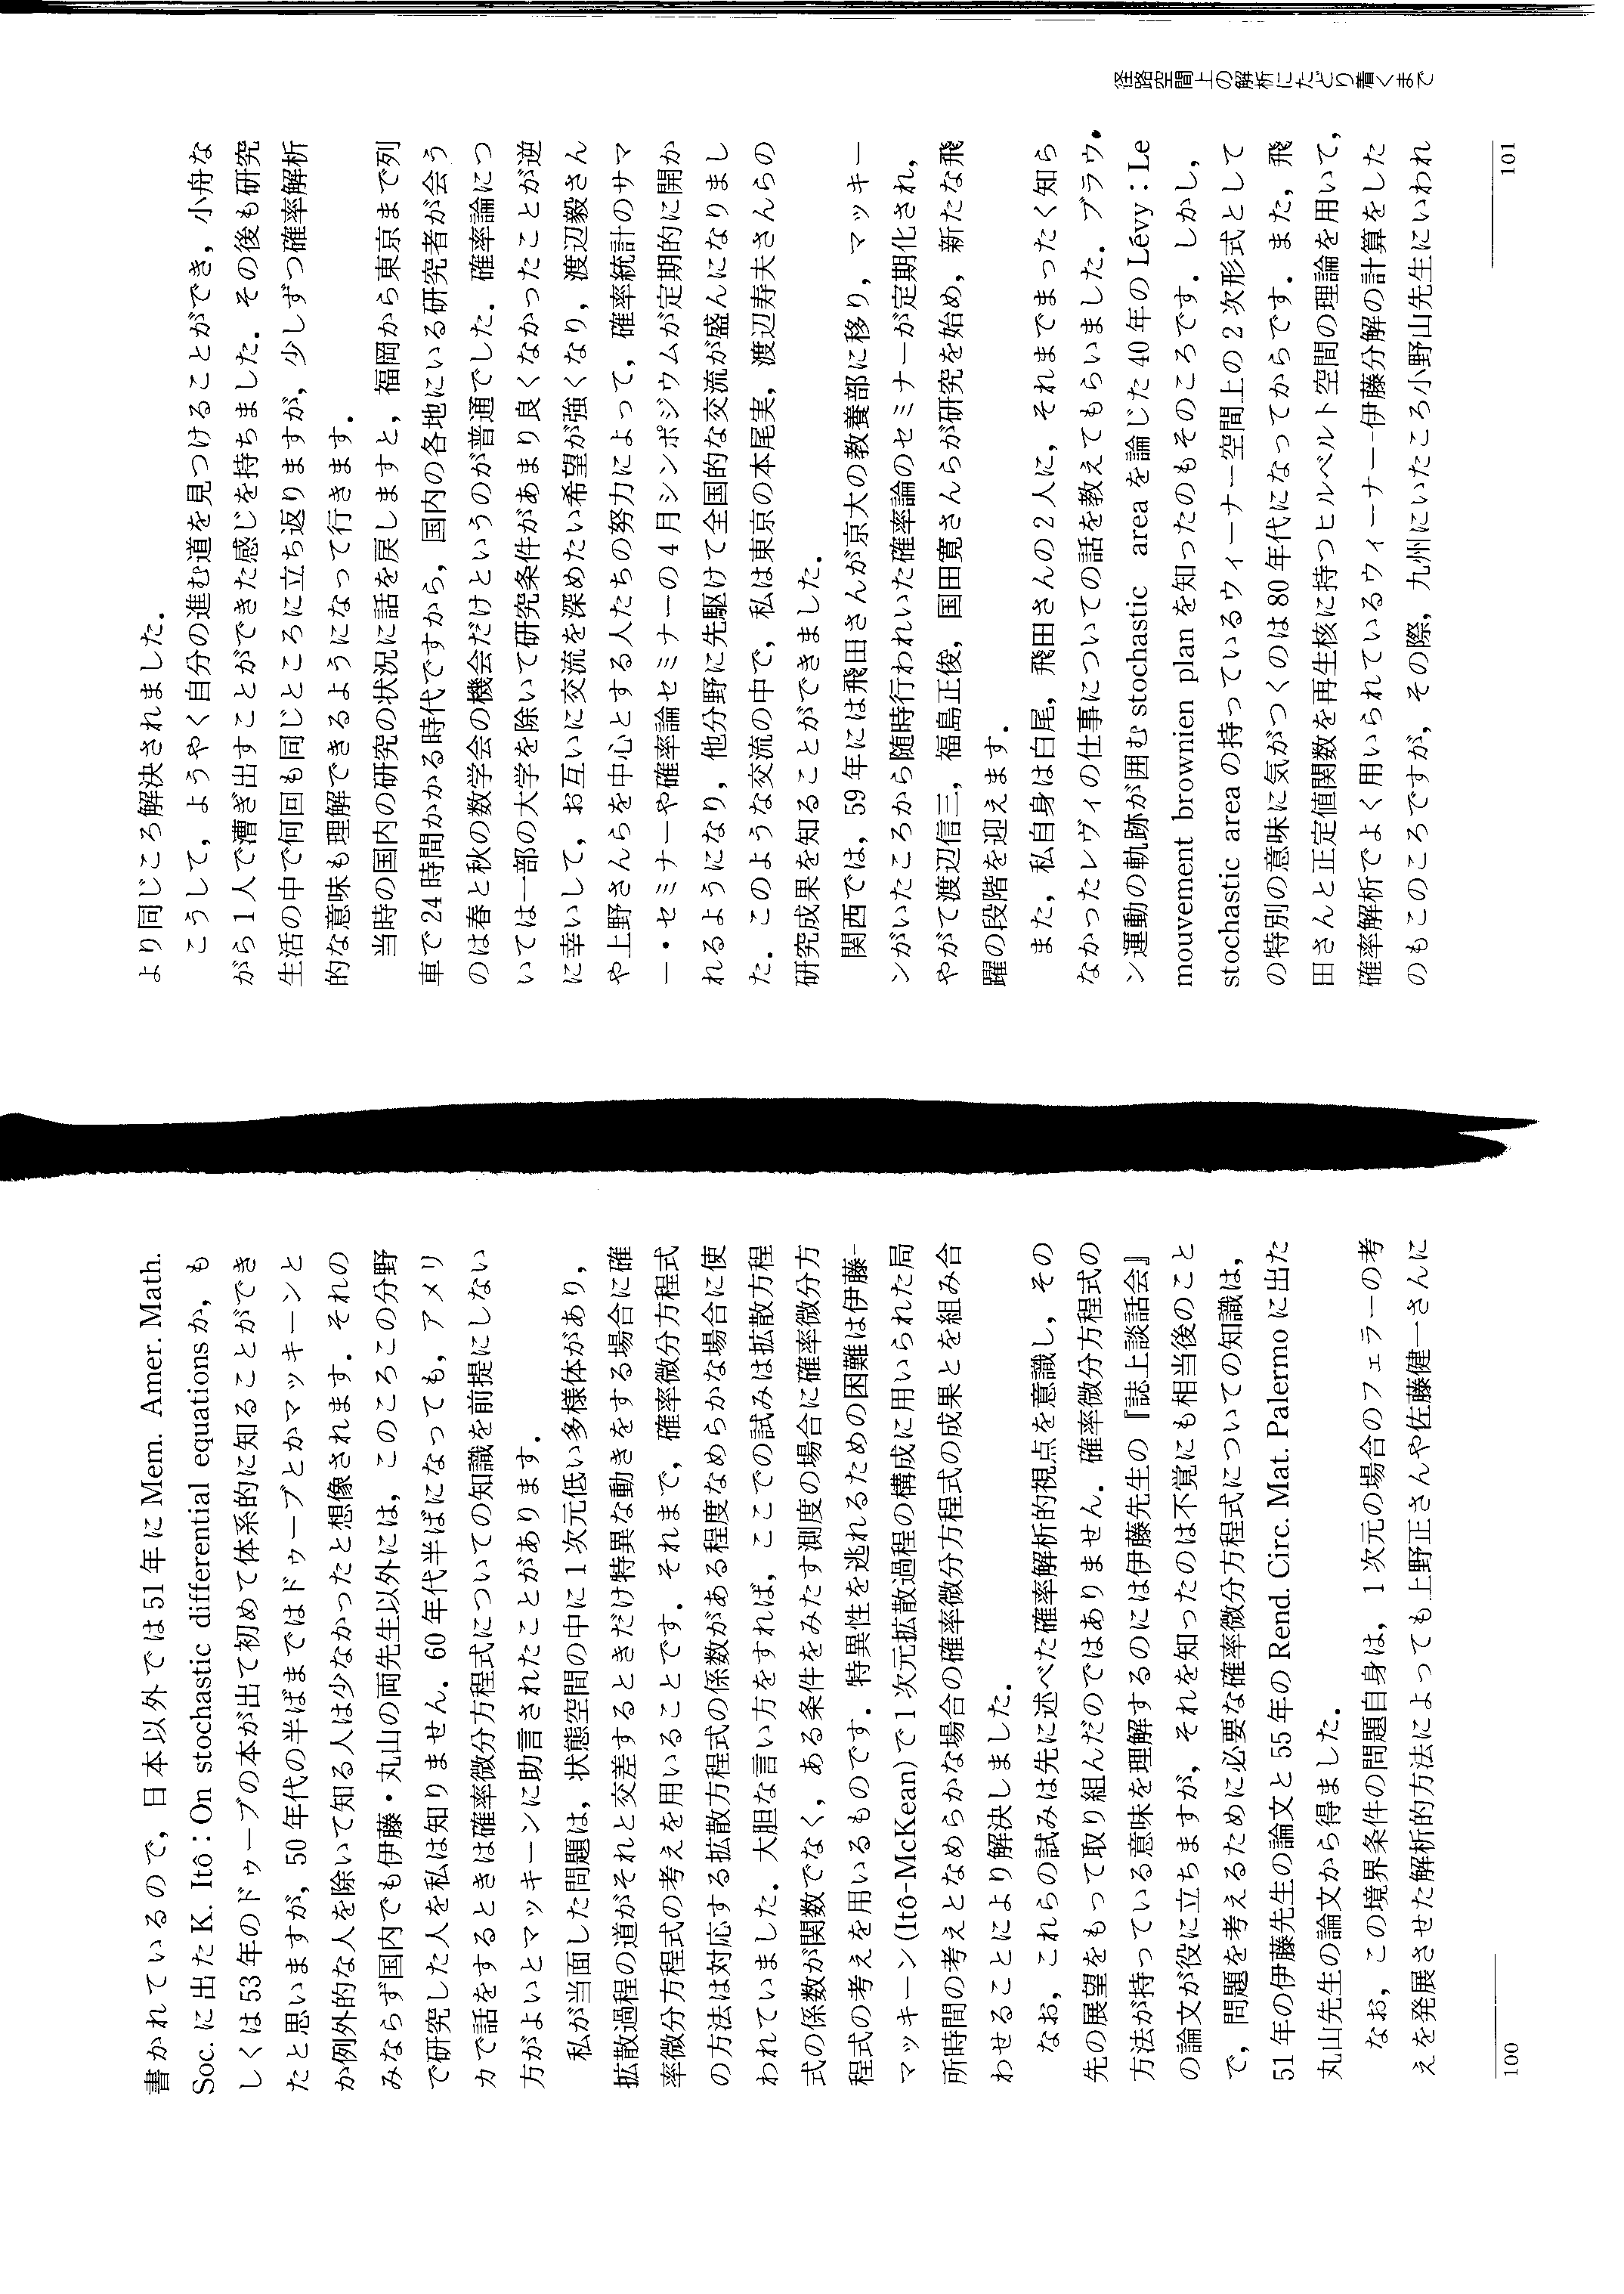 書かれているので，日本以外では51年に Mem. Amer. Math.
Soc. に出た K. Itô：On stochastic differential equations か，も
しくは53年のドゥーブの本が出て初めて体系的に知ることができ
たと思いますが，50年代の半ばまではドゥーブとかマッキーンと
か例外的な人を除いて知る人は少なかったと想像されます．それの
みならず国内でも伊藤・丸山の両先生以外には，このころこの分野
で研究した人を私は知りません．60年代半ばになっても，アメリ
カで話をするときは確率微分方程式についての知識を前提にしない
方がよいとマッキーンに助言されたことがあります．
私が当面した問題は，状態空間の中に1次元低い多様体があり，
拡散過程の道がそれと交差するときだけ特異な動きをする場合に確
率微分方程式の考えを用いることです．それまで，確率微分方程式
の方法は対応する拡散方程式の係数がある程度なめらかな場合に使
われていました．大胆な言い方をすれば，ここでの試みは拡散方程
式の係数が関数でなく，ある条件をみたす測度の場合に確率微分方
程式の考えを用いるものです．特異性を逃れるための困難は伊藤-
マッキーン(Itô-McKean)で1次元拡散過程の構成に用いられた局
所時間の考えとなめらかな場合の確率微分方程式の成果とを組み合
わせることにより解決しました．
なお，これらの試みは先に述べた確率解析的視点を意識し，その
先の展望をもって取り組んだのではありません．確率微分方程式の
方法が持っている意味を理解するのには伊藤先生の『誌上談話会』
の論文が役に立ちますが，それを知ったのは不覚にも相当後のこと
で，問題を考えるために必要な確率微分方程式についての知識は，
51年の伊藤先生の論文と55年の Rend. Circ. Mat. Palermo に出た
丸山先生の論文から得ました．
なお，この境界条件の問題自身は，1次元の場合のフェラーの考
えを発展させた解析的方法によっても上野正さんや佐藤健一さんに
100
より同じころ解決されました．
こうして，ようやく自分の進む道を見つけることができ，小舟な
がら1人で漕ぎ出すことができた感じを持ちました．その後も研究
生活の中で何回も同じところに立ち返りますが，少しずつ確率解析
的な意味も理解できるようになって行きます．
当時の国内の研究の状況に話を戻しますと，福岡から東京まで列
車で24時間かかる時代ですから，国内の各地にいる研究者が会う
のは春と秋の数学会の機会だけというのが普通でした．確率論につ
いては一部の大学を除いて研究条件があまり良くなかったことが逆
に幸いして，お互いに交流を深めたい希望が強くなり，渡辺毅さん
や上野さんらを中心とする人たちの努力によって，確率統計のサマ
ー・セミナーや確率論セミナーの4月シンポジウムが定期的に開か
れるようになり，他分野に先駆けて全国的な交流が盛んになりまし
た．このような交流の中で，私は東京の本尾実，渡辺寿夫さんらの
研究成果を知ることができました．
関西では，59年には飛田さんが京大の教養部に移り，マッキー
ンがいたころから随時行われいた確率論のセミナーが定期化され，
やがて渡辺信三，福島正俊，国田寛さんらが研究を始め，新たな飛
躍の段階を迎えます．
また，私自身は白尾，飛田さんの2人に，それまでまったく知ら
なかったレヴィの仕事についての話を教えてもらいました．ブラウ．
ン運動の軌跡が囲む stochastic area を論じた40年の Lévy：Le
mouvement brownien plan を知ったのもそのころです．しかし，
stochastic area の持っているウィーナー空間上の2次形式として
の特別の意味に気がつくのは80年代になってからです．また，飛
田さんと正定値関数を再生核に持つヒルベルト空間の理論を用いて，
確率解析でよく用いられているウィーナー-伊藤分解の計算をした
のもこのころですが，その際，九州にいたころ小野山先生にいわれ
径路空間上の解析にたどり着くまで
101